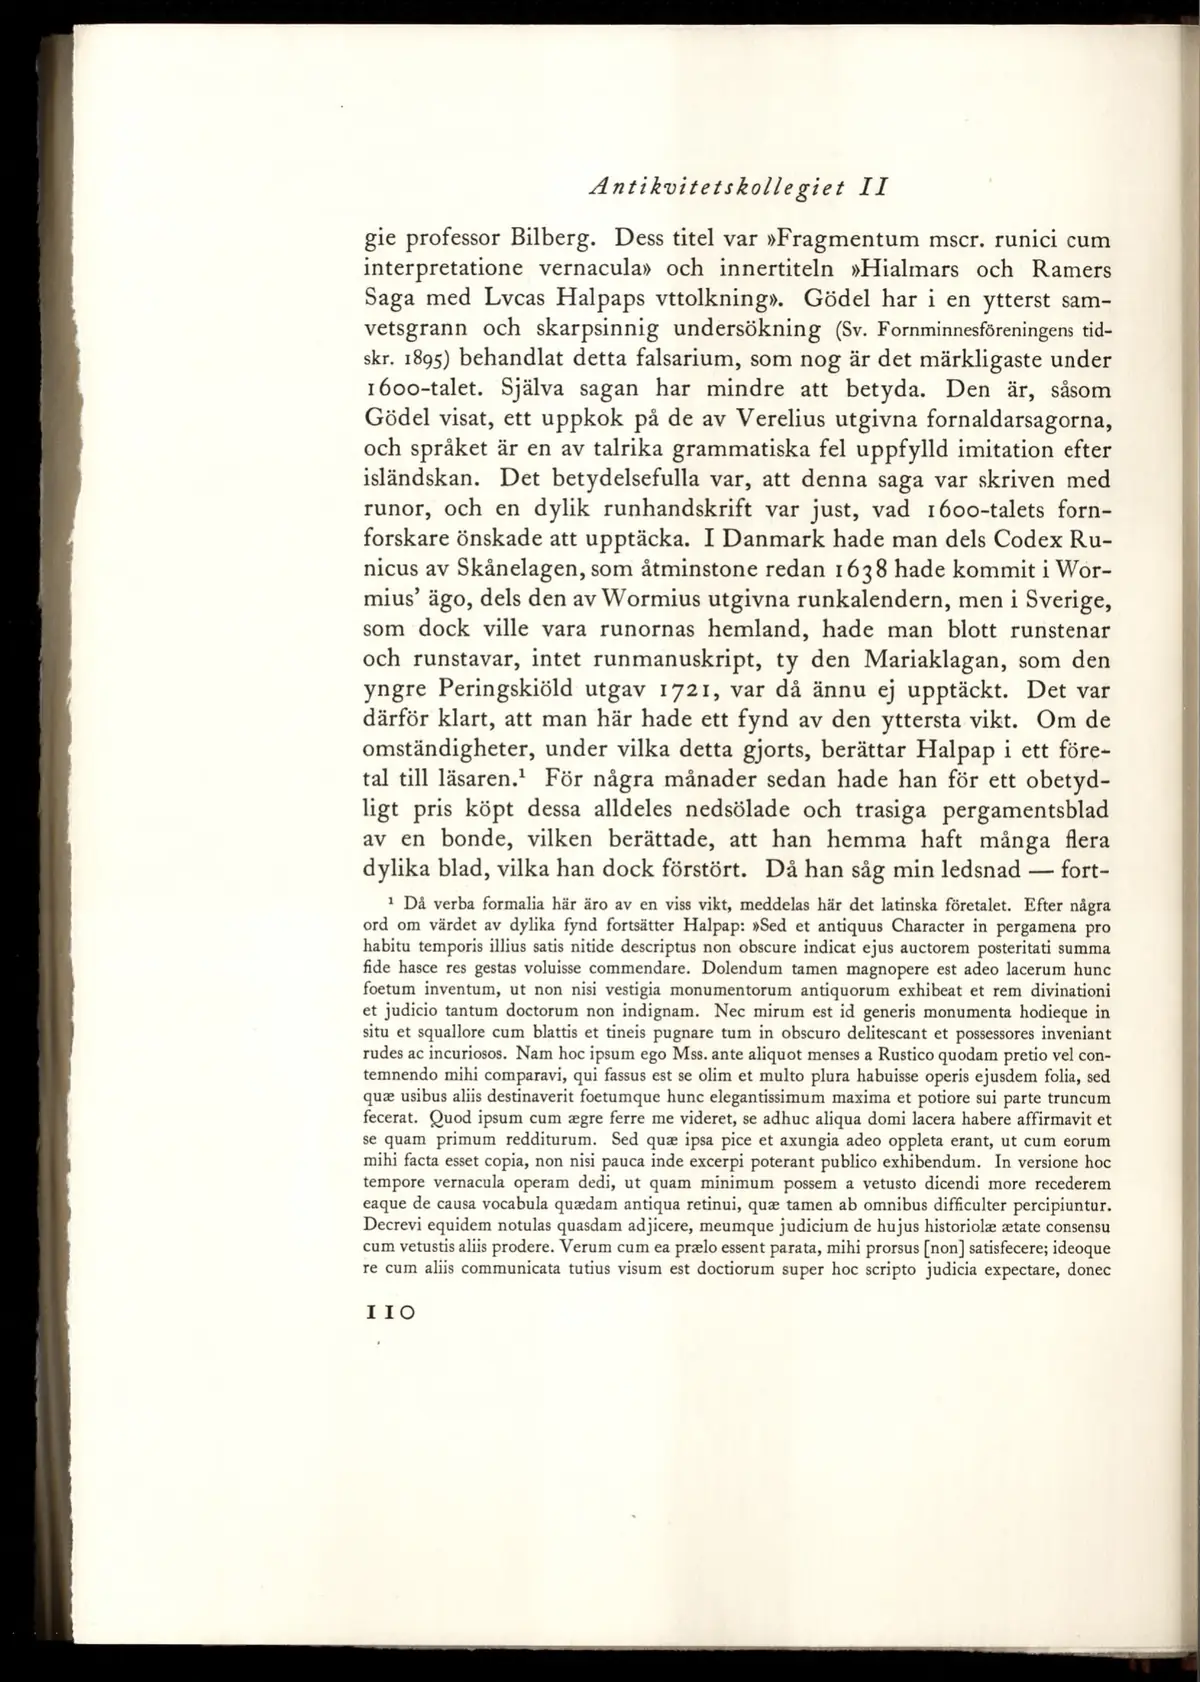 Antikvitetskollegiet II
gie professor Bilberg. Dess titel var »Fragmentum mscr. runici cum
interpretatione vernacula» och innertiteln »Hialmars och Ramers
Saga med Lvcas Halpaps vttolkning». Gödel har i en ytterst sam-
vetsgrann och skarpsinnig undersökning (Sv. Fornminnesföreningens tid-
skr. 1895) behandlat detta falsarium, som nog är det märkligaste under
1600-talet. Själva sagan har mindre att betyda. Den är, såsom
Gödel visat, ett uppkok på de av Verelius utgivna fornaldarsagorna,
och språket är en av talrika grammatiska fel uppfylld imitation efter
isländskan. Det betydelsefulla var, att denna saga var skriven med
runor, och en dylik runhandskrift var just, vad 1600-talets forn-
forskare önskade att upptäcka. I Danmark hade man dels Codex Ru-
nicus av Skånelagen, som åtminstone redan 1638 hade kommit i Wor-
mius’ ägo, dels den av Wormius utgivna runkalendern, men i Sverige,
som dock ville vara runornas hemland, hade man blott runstenar
och runstavar, intet runmanuskript, ty den Mariaklagan, som den
yngre Peringskiöld utgav 1721, var då ännu ej upptäckt. Det var
därför klart, att man här hade ett fynd av den yttersta vikt. Om de
omständigheter, under vilka detta gjorts, berättar Halpap i ett före-
tal till läsaren.¹ För några månader sedan hade han för ett obetyd-
ligt pris köpt dessa alldeles nedsölade och trasiga pergamentsblad
av en bonde, vilken berättade, att han hemma haft många flera
dylika blad, vilka han dock förstört. Då han såg min ledsnad — fort-
¹ Då verba formalia här äro av en viss vikt, meddelas här det latinska företalet. Efter några
ord om värdet av dylika fynd fortsätter Halpap: »Sed et antiquus Character in pergamena pro
habitu temporis illius satis nitide descriptus non obscure indicat ejus auctorem posteritati summa
fide hasce res gestas voluisse commendare. Dolendum tamen magnopere est adeo lacerum hunc
foetum inventum, ut non nisi vestigia monumentorum antiquorum exhibeat et rem divinationi
et judicio tantum doctorum non indignam. Nec mirum est id generis monumenta hodieque in
situ et squallore cum blattis et tineis pugnare tum in obscuro delitescant et possessores inveniant
rudes ac incuriosos. Nam hoc ipsum ego Mss. ante aliquot menses a Rustico quodam pretio vel con-
temnendo mihi comparavi, qui fassus est se olim et multo plura habuisse operis ejusdem folia, sed
quæ usibus aliis destinaverit foetumque hunc elegantissimum maxima et potiore sui parte truncum
fecerat. Quod ipsum cum ægre ferre me videret, se adhuc aliqua domi lacera habere affirmavit et
se quam primum redditurum. Sed quæ ipsa pice et axungia adeo oppleta erant, ut cum eorum
mihi facta esset copia, non nisi pauca inde excerpi poterant publico exhibendum. In versione hoc
tempore vernacula operam dedi, ut quam minimum possem a vetusto dicendi more recederem
eaque de causa vocabula quædam antiqua retinui, quæ tamen ab omnibus difficulter percipiuntur.
Decrevi equidem notulas quasdam adjicere, meumque judicium de hujus historiolæ ætate consensu
cum vetustis aliis prodere. Verum cum ea prælo essent parata, mihi prorsus [non] satisfecere; ideoque
re cum aliis communicata tutius visum est doctiorum super hoc scripto judicia expectare, donec
110